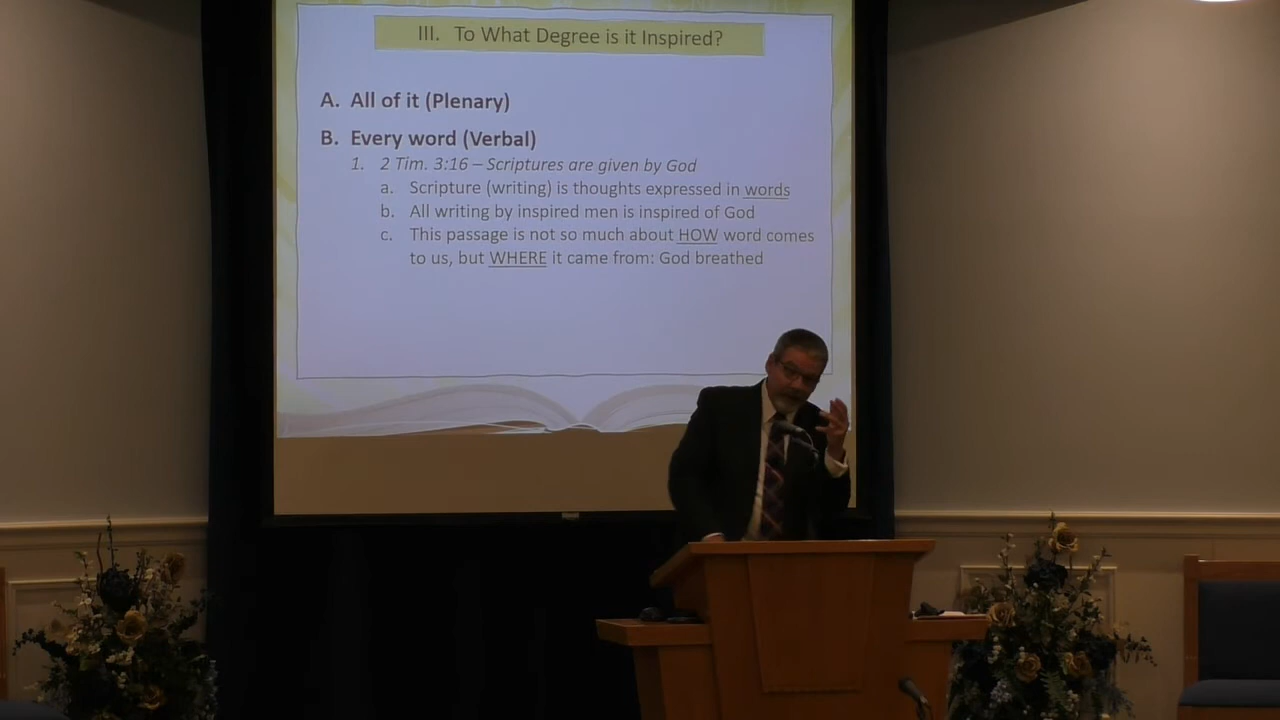 III. To What Degree is it Inspired?
A. All of it (Plenary)
B. Every word (Verbal)
1. 2 Tim. 3:16 – Scriptures are given by God
a. Scripture (writing) is thoughts expressed in words
b. All writing by inspired men is inspired of God
c. This passage is not so much about HOW word comes
to us, but WHERE it came from: God breathed